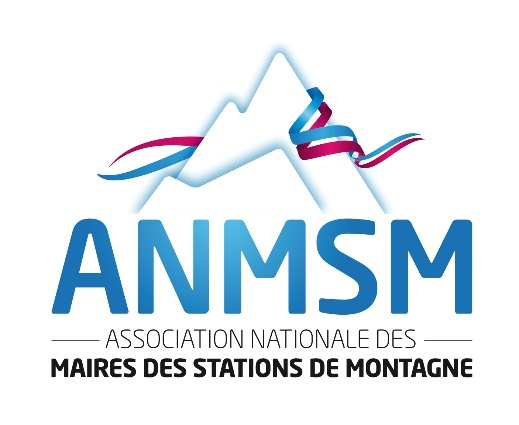 ANMSM
ASSOCIATION NATIONALE DES
MAIRES DES STATIONS DE MONTAGNE